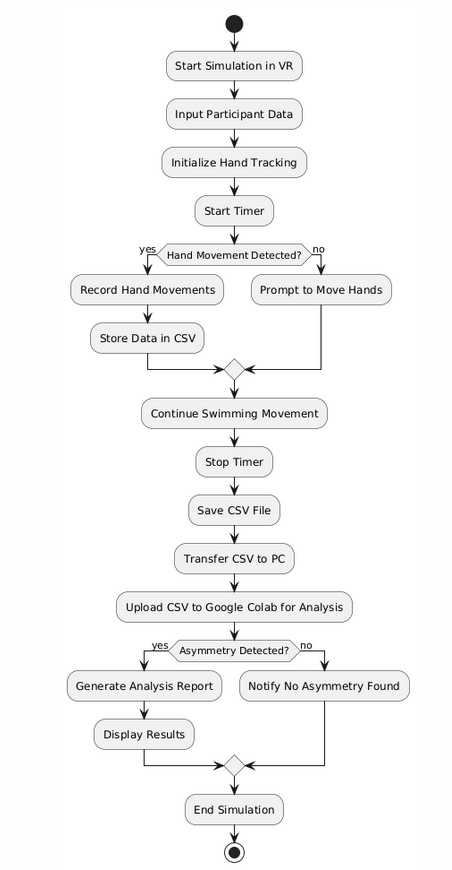 Start Simulation in VR
Input Participant Data
Initialize Hand Tracking
Start Timer
yes
Hand Movement Detected?
no
Record Hand Movements
Prompt to Move Hands
Store Data in CSV
Continue Swimming Movement
Stop Timer
Save CSV File
Transfer CSV to PC
Upload CSV to Google Colab for Analysis
yes
Asymmetry Detected?
no
Generate Analysis Report
Notify No Asymmetry Found
Display Results
End Simulation